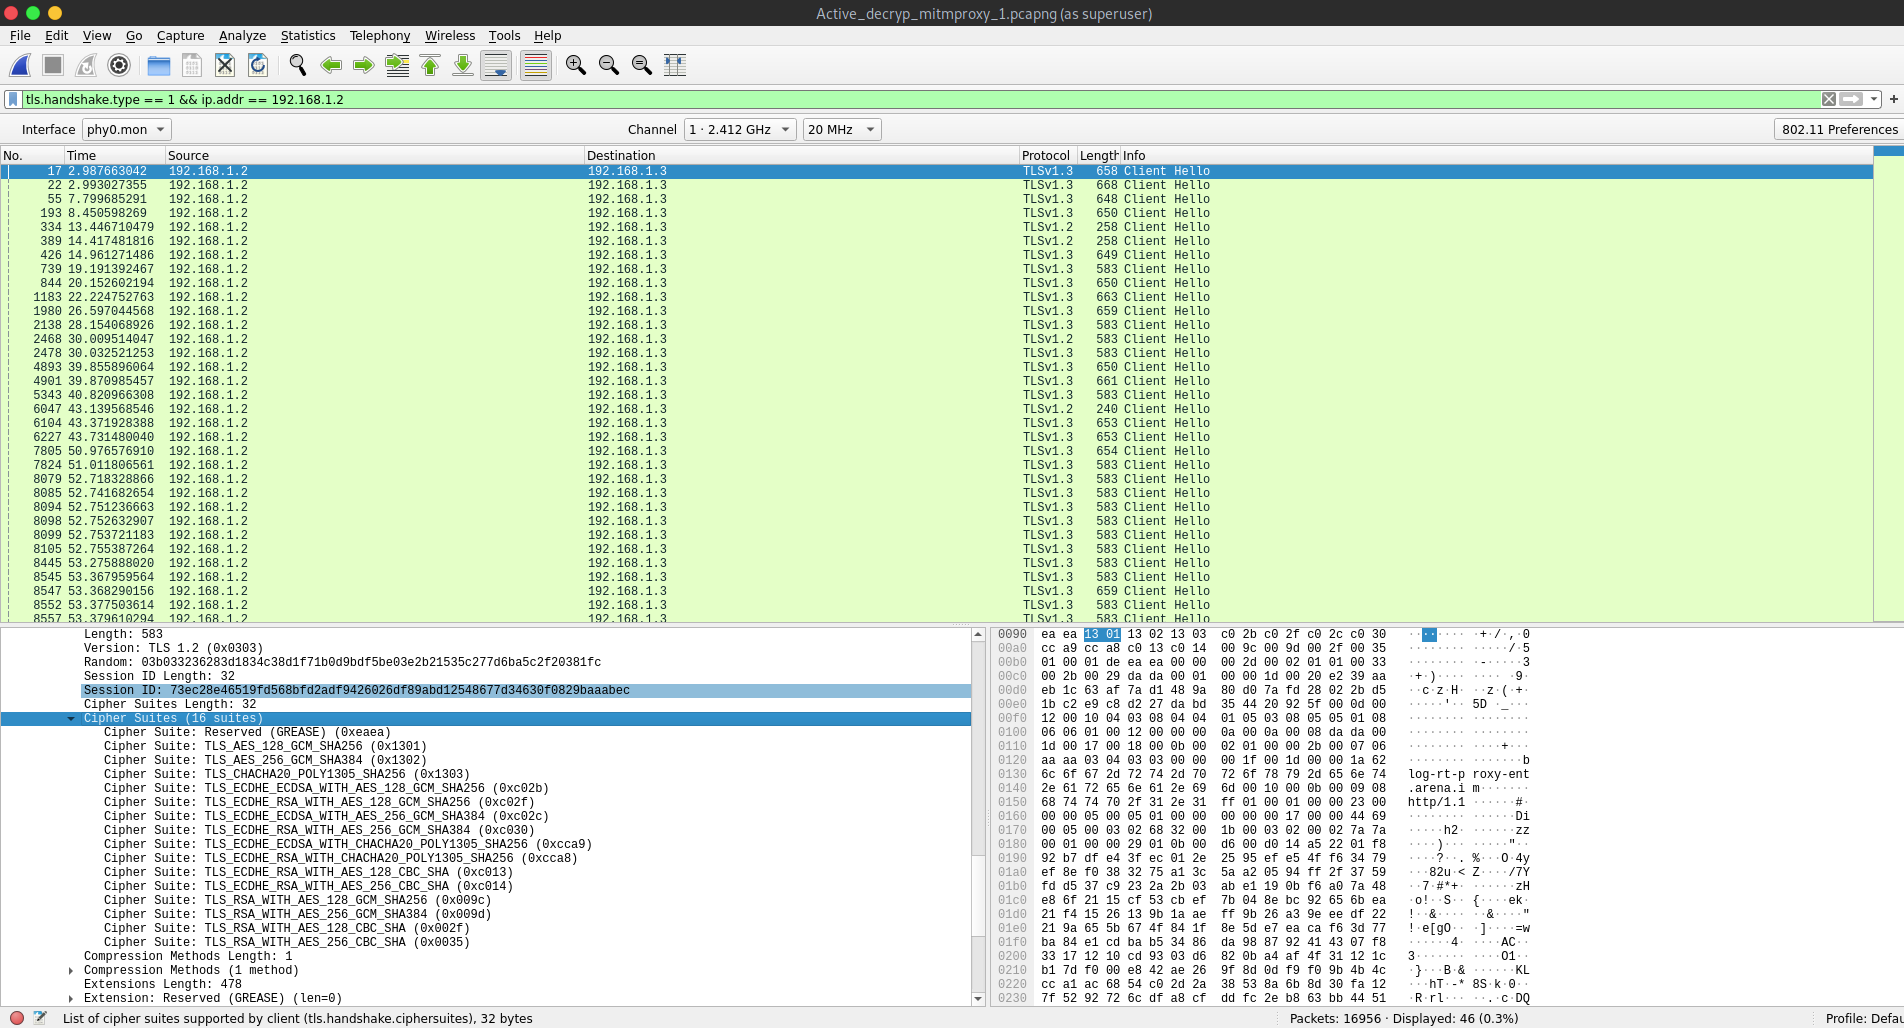 Active_decryp_mitmproxy_1.pcapng (as superuser)
File Edit View Go Capture Analyze Statistics Telephony Wireless Tools Help
tls.handshake.type == 1 && ip.addr == 192.168.1.2
Interface phy0.mon Channel 1 · 2.412 GHz 20 MHz 802.11 Preferences
No. Time Source Destination Protocol Length Info
17 2.987663042 192.168.1.2 192.168.1.3 TLSv1.3 658 Client Hello
22 2.993027355 192.168.1.2 192.168.1.3 TLSv1.3 668 Client Hello
55 7.799685291 192.168.1.2 192.168.1.3 TLSv1.3 648 Client Hello
193 8.450598269 192.168.1.2 192.168.1.3 TLSv1.3 650 Client Hello
334 13.446710479 192.168.1.2 192.168.1.3 TLSv1.2 258 Client Hello
389 14.417481816 192.168.1.2 192.168.1.3 TLSv1.2 258 Client Hello
426 14.961271486 192.168.1.2 192.168.1.3 TLSv1.3 649 Client Hello
739 19.191392467 192.168.1.2 192.168.1.3 TLSv1.3 583 Client Hello
844 20.152602194 192.168.1.2 192.168.1.3 TLSv1.3 650 Client Hello
1183 22.224752763 192.168.1.2 192.168.1.3 TLSv1.3 663 Client Hello
1980 26.597044568 192.168.1.2 192.168.1.3 TLSv1.3 659 Client Hello
2138 28.154068926 192.168.1.2 192.168.1.3 TLSv1.3 583 Client Hello
2468 30.009514047 192.168.1.2 192.168.1.3 TLSv1.2 583 Client Hello
2478 30.032521253 192.168.1.2 192.168.1.3 TLSv1.3 583 Client Hello
4893 39.855896064 192.168.1.2 192.168.1.3 TLSv1.3 650 Client Hello
4901 39.870985457 192.168.1.2 192.168.1.3 TLSv1.3 661 Client Hello
5343 40.820966308 192.168.1.2 192.168.1.3 TLSv1.3 583 Client Hello
6047 43.139568546 192.168.1.2 192.168.1.3 TLSv1.2 240 Client Hello
6104 43.371928388 192.168.1.2 192.168.1.3 TLSv1.3 653 Client Hello
6227 43.731480040 192.168.1.2 192.168.1.3 TLSv1.3 653 Client Hello
7805 50.976576910 192.168.1.2 192.168.1.3 TLSv1.3 654 Client Hello
7824 51.011806561 192.168.1.2 192.168.1.3 TLSv1.3 583 Client Hello
8079 52.718328866 192.168.1.2 192.168.1.3 TLSv1.3 583 Client Hello
8085 52.741682654 192.168.1.2 192.168.1.3 TLSv1.3 583 Client Hello
8094 52.751236663 192.168.1.2 192.168.1.3 TLSv1.3 583 Client Hello
8098 52.752632907 192.168.1.2 192.168.1.3 TLSv1.3 583 Client Hello
8099 52.753721183 192.168.1.2 192.168.1.3 TLSv1.3 583 Client Hello
8105 52.755387264 192.168.1.2 192.168.1.3 TLSv1.3 583 Client Hello
8445 53.275888020 192.168.1.2 192.168.1.3 TLSv1.3 583 Client Hello
8545 53.367959564 192.168.1.2 192.168.1.3 TLSv1.3 583 Client Hello
8547 53.368290156 192.168.1.2 192.168.1.3 TLSv1.3 659 Client Hello
8552 53.377503614 192.168.1.2 192.168.1.3 TLSv1.3 583 Client Hello
8557 53.379610294 192.168.1.2 192.168.1.3 TLSv1.3 583 Client Hello
Length: 583
Version: TLS 1.2 (0x0303)
Random: 03b033236283d1834c38d1f71b0d9bdf5be03e2b21535c277d6ba5c2f20381fc
Session ID Length: 32
Session ID: 73ec28e46519fd568bfd2adf9426026df89abd12548677d34630f0829baaabec
Cipher Suites Length: 32
Cipher Suites (16 suites)
Cipher Suite: Reserved (GREASE) (0xeaea)
Cipher Suite: TLS_AES_128_GCM_SHA256 (0x1301)
Cipher Suite: TLS_AES_256_GCM_SHA384 (0x1302)
Cipher Suite: TLS_CHACHA20_POLY1305_SHA256 (0x1303)
Cipher Suite: TLS_ECDHE_ECDSA_WITH_AES_128_GCM_SHA256 (0xc02b)
Cipher Suite: TLS_ECDHE_RSA_WITH_AES_128_GCM_SHA256 (0xc02f)
Cipher Suite: TLS_ECDHE_ECDSA_WITH_AES_256_GCM_SHA384 (0xc02c)
Cipher Suite: TLS_ECDHE_RSA_WITH_AES_256_GCM_SHA384 (0xc030)
Cipher Suite: TLS_ECDHE_ECDSA_WITH_CHACHA20_POLY1305_SHA256 (0xcca9)
Cipher Suite: TLS_ECDHE_RSA_WITH_CHACHA20_POLY1305_SHA256 (0xcca8)
Cipher Suite: TLS_ECDHE_RSA_WITH_AES_128_CBC_SHA (0xc013)
Cipher Suite: TLS_ECDHE_RSA_WITH_AES_256_CBC_SHA (0xc014)
Cipher Suite: TLS_RSA_WITH_AES_128_GCM_SHA256 (0x009c)
Cipher Suite: TLS_RSA_WITH_AES_256_GCM_SHA384 (0x009d)
Cipher Suite: TLS_RSA_WITH_AES_128_CBC_SHA (0x002f)
Cipher Suite: TLS_RSA_WITH_AES_256_CBC_SHA (0x0035)
Compression Methods Length: 1
Compression Methods (1 method)
Extensions Length: 478
Extension: Reserved (GREASE) (len=0)
0090 ea ea 13 01 13 02 13 03 c0 2b c0 2f c0 2c c0 30 ········ ·+·/·,·0
00a0 cc a9 cc a8 c0 13 c0 14 00 9c 00 9d 00 2f 00 35 ········ ·····/·5
00b0 01 00 01 de ea ea 00 00 00 2d 00 02 01 01 00 33 ········ ·-·····3
00c0 00 2b 00 29 da da 00 01 00 00 1d 00 20 e2 39 aa ·+·)···· ···· ·9·
00d0 eb 1c 63 af 7a d1 48 9a 80 d0 7a fd 28 02 2b d5 ··c·z·H· ··z·(·+·
00e0 1b c2 e9 c8 d2 27 da bd 35 44 20 92 5f 00 0d 00 ·····'·· 5D ·_···
00f0 12 00 10 04 03 08 04 04 01 05 03 08 05 05 01 08 ········ ········
0100 06 06 01 00 12 00 00 00 0a 00 0a 00 08 da da 00 ········ ········
0110 1d 00 17 00 18 00 0b 00 02 01 00 00 2b 00 07 06 ········ ····+···
0120 aa aa 03 04 03 03 00 00 00 1f 00 1d 00 00 1a 62 ········ ·······b
0130 6c 6f 67 2d 72 74 2d 70 72 6f 78 79 2d 65 6e 74 log-rt-p roxy-ent
0140 2e 61 72 65 6e 61 2e 69 6d 00 10 00 0b 00 09 08 .arena.i m·······
0150 68 74 74 70 2f 31 2e 31 ff 01 00 01 00 00 23 00 http/1.1 ······#·
0160 00 00 05 00 05 01 00 00 00 00 00 17 00 00 44 69 ········ ······Di
0170 00 05 00 03 02 68 32 00 1b 00 03 02 00 02 7a 7a ·····h2· ······zz
0180 00 01 00 00 29 01 0b 00 d6 00 d0 14 a5 22 01 f8 ····)··· ·····"··
0190 92 b7 df e4 3f ec 01 2e 25 95 ef e5 4f f6 34 79 ····?··. %···O·4y
01a0 ef 8e f0 38 32 75 a1 3c 5a a2 05 94 ff 2f 37 59 ···82u·< Z····/7Y
01b0 fd d5 37 c9 23 2a 2b 03 ab e1 19 0b f6 a0 7a 48 ··7·#*+· ······zH
01c0 e8 6f 21 15 cf 53 cb ef 7b 04 8e bc 92 65 6b ea ·o!··S·· {····ek·
01d0 21 f4 15 26 13 9b 1a ae ff 9b 26 a3 9e ee df 22 !··&···· ··&····"
01e0 21 9a 65 5b 67 4f 84 1f 8e 5d e7 ea ca f6 3d 77 !·e[gO·· ·]····=w
01f0 ba 84 e1 cd ba b5 34 86 da 98 87 92 41 43 07 f8 ······4· ····AC··
0200 33 17 12 10 cd 93 03 d6 82 0b a4 af 4f 31 12 1c 3······· ····O1··
0210 b1 7d f0 00 e8 42 ae 26 9f 8d 0d f9 f0 9b 4b 4c ·}···B·& ······KL
0220 cc a1 ac 68 54 c0 2d 2a 38 53 8a 6b 8d 30 fa 12 ···hT·-* 8S·k·0··
0230 7f 52 92 72 6c df a8 cf dd fc 2e b8 63 bb 44 51 ·R·rl··· ··.·c·DQ
List of cipher suites supported by client (tls.handshake.ciphersuites), 32 bytes Packets: 16956 · Displayed: 46 (0.3%) Profile: Defau